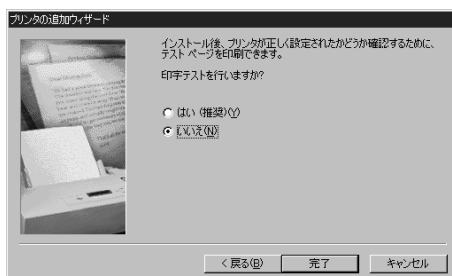 プリンタの追加ウィザード
インストール後、プリンタが正しく設定されたかどうか確認するために、
テスト ページを印刷できます。
印字テストを行いますか?
はい (推奨)(Y)
いいえ(N)
< 戻る(B)
完了
キャンセル